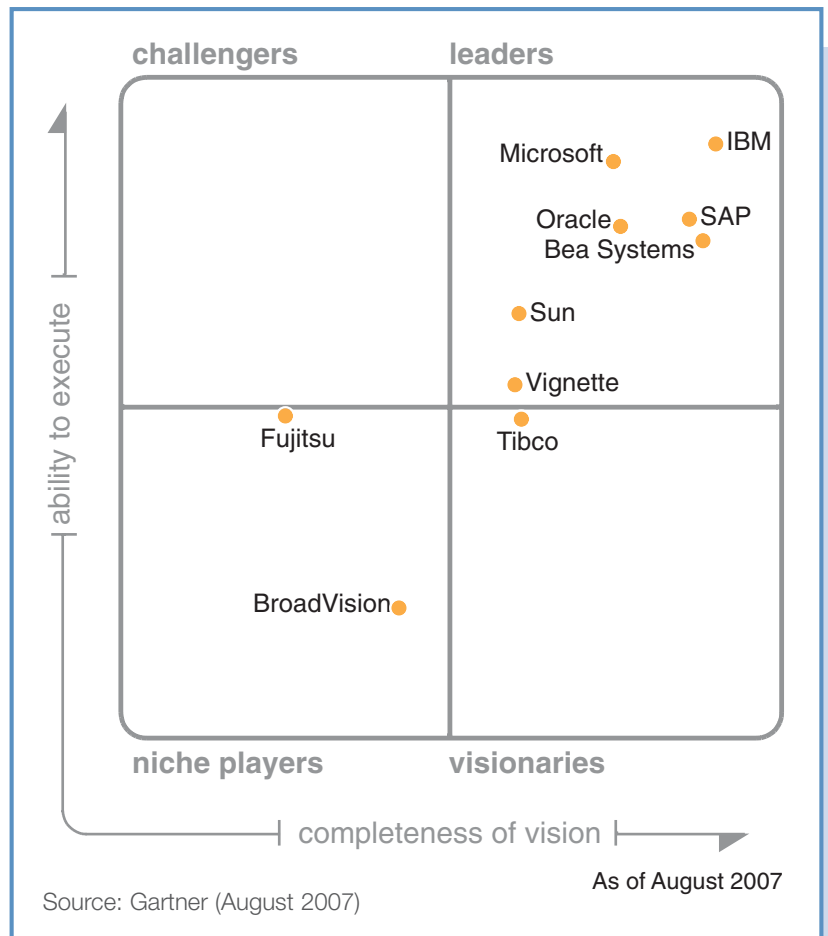 challengers
leaders
IBM
Microsoft
SAP
Oracle
Bea Systems
Sun
Vignette
ability to execute
Fujitsu
Tibco
BroadVision
niche players
visionaries
completeness of vision
As of August 2007
Source: Gartner (August 2007)